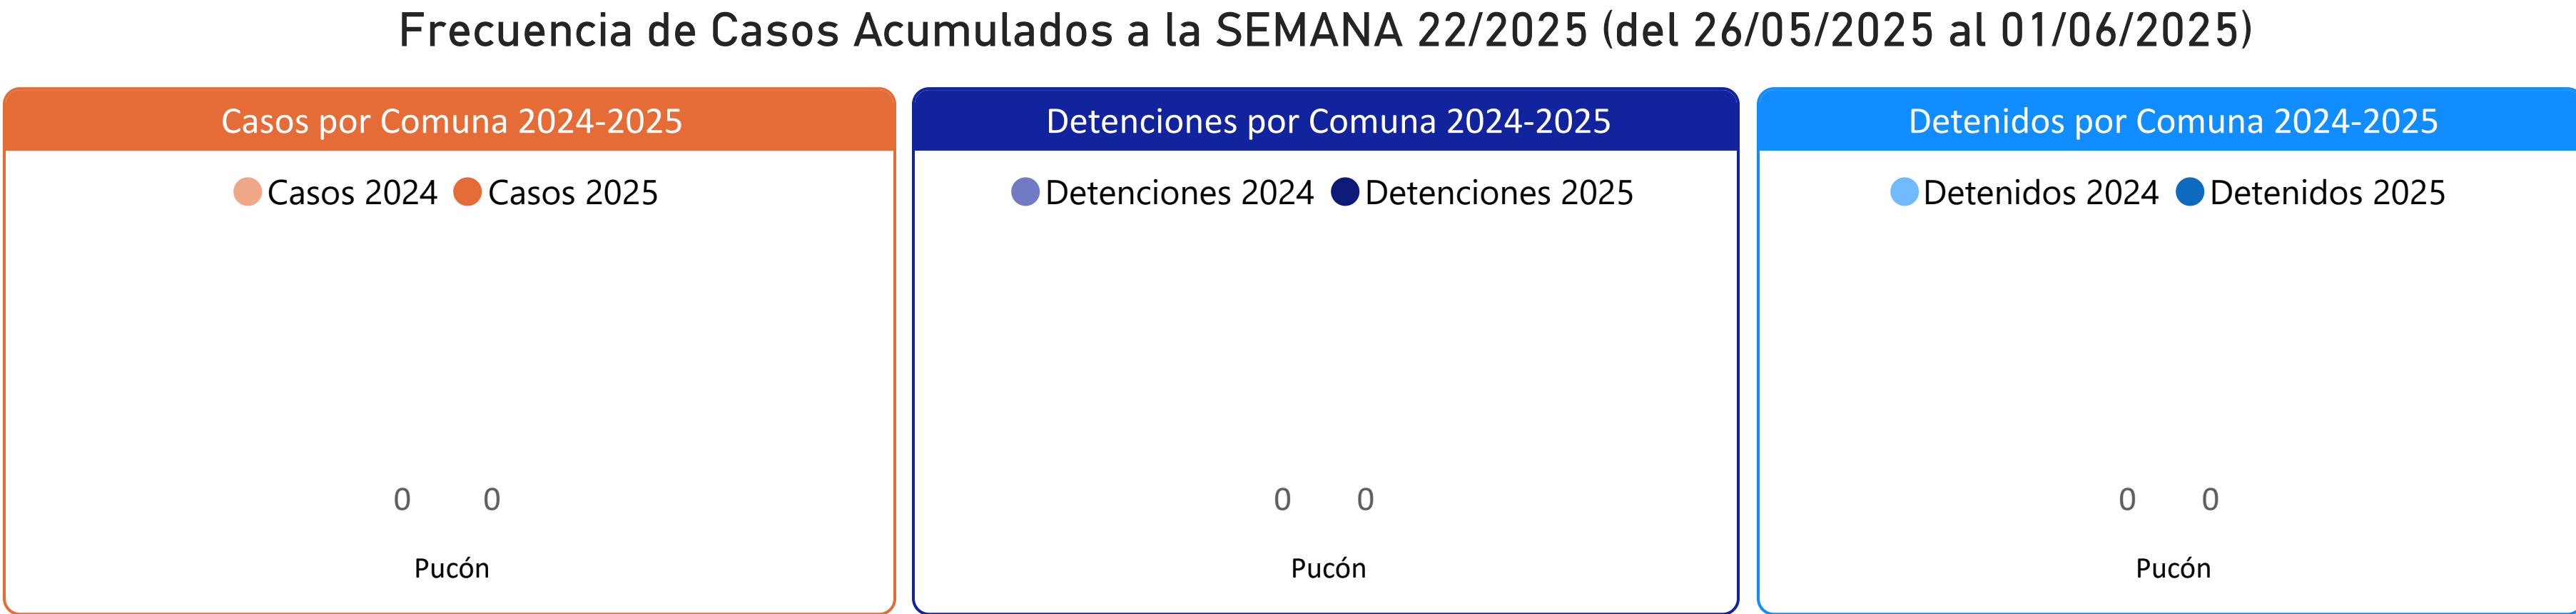 Frecuencia de Casos Acumulados a la SEMANA 22/2025 (del 26/05/2025 al 01/06/2025)
Casos por Comuna 2024-2025
Casos 2024 Casos 2025
0 0
Pucón
Detenciones por Comuna 2024-2025
Detenciones 2024 Detenciones 2025
0 0
Pucón
Detenidos por Comuna 2024-2025
Detenidos 2024 Detenidos 2025
0 0
Pucón